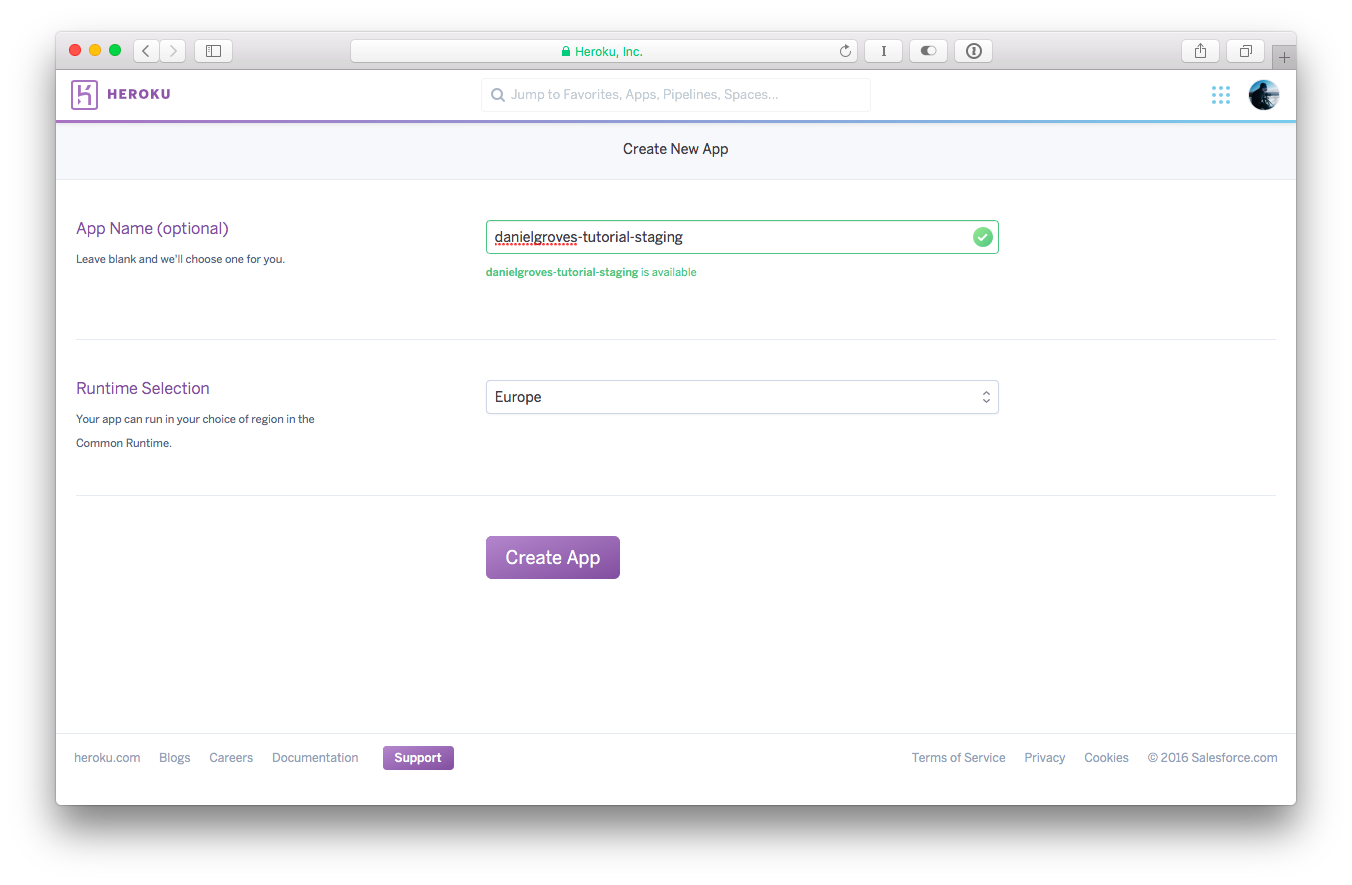 Heroku, Inc.
HEROKU
Jump to Favorites, Apps, Pipelines, Spaces...
Create New App
App Name (optional)
Leave blank and we'll choose one for you.
danielgroves-tutorial-staging
danielgroves-tutorial-staging is available
Runtime Selection
Your app can run in your choice of region in the
Common Runtime.
Europe
Create App
heroku.com Blogs Careers Documentation Support Terms of Service Privacy Cookies © 2016 Salesforce.com